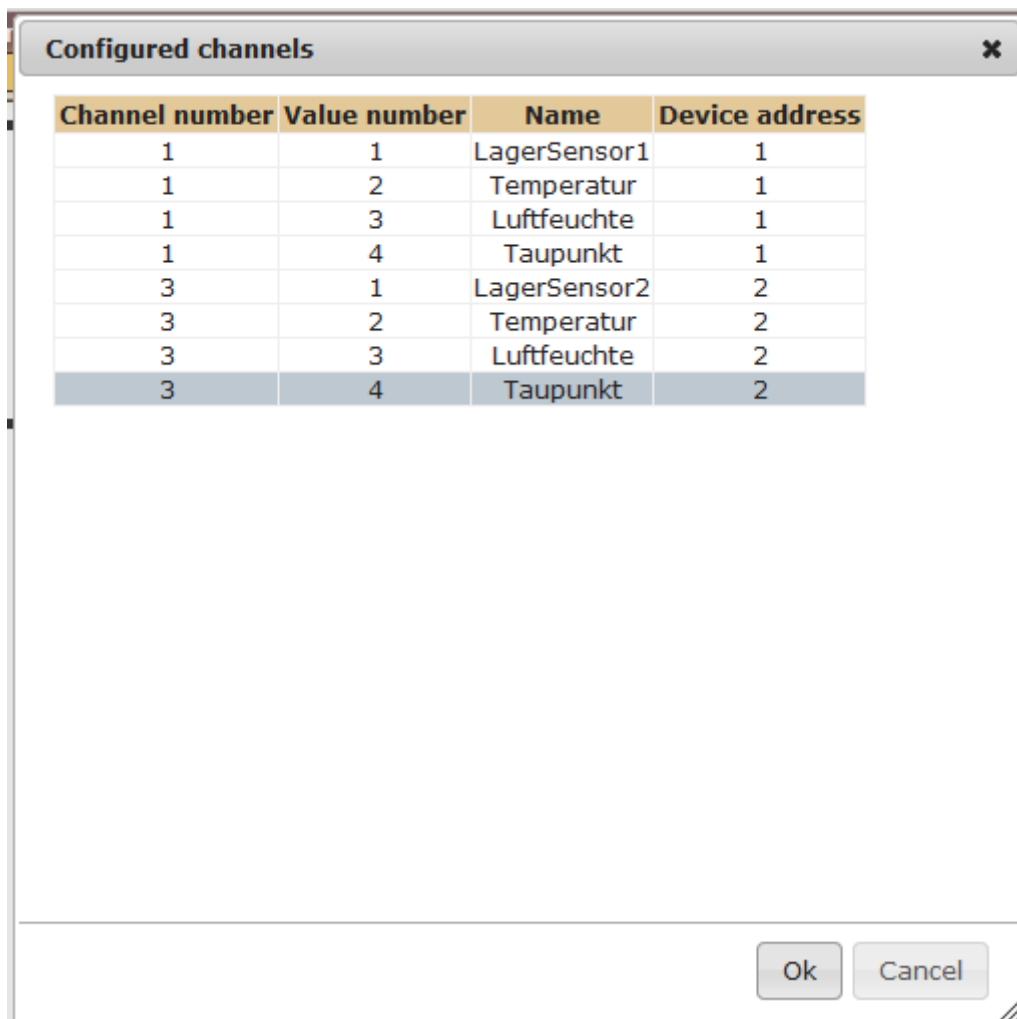 Configured channels
Channel number Value number Name Device address
1 1 LagerSensor1 1
1 2 Temperatur 1
1 3 Luftfeuchte 1
1 4 Taupunkt 1
3 1 LagerSensor2 2
3 2 Temperatur 2
3 3 Luftfeuchte 2
3 4 Taupunkt 2
Ok Cancel